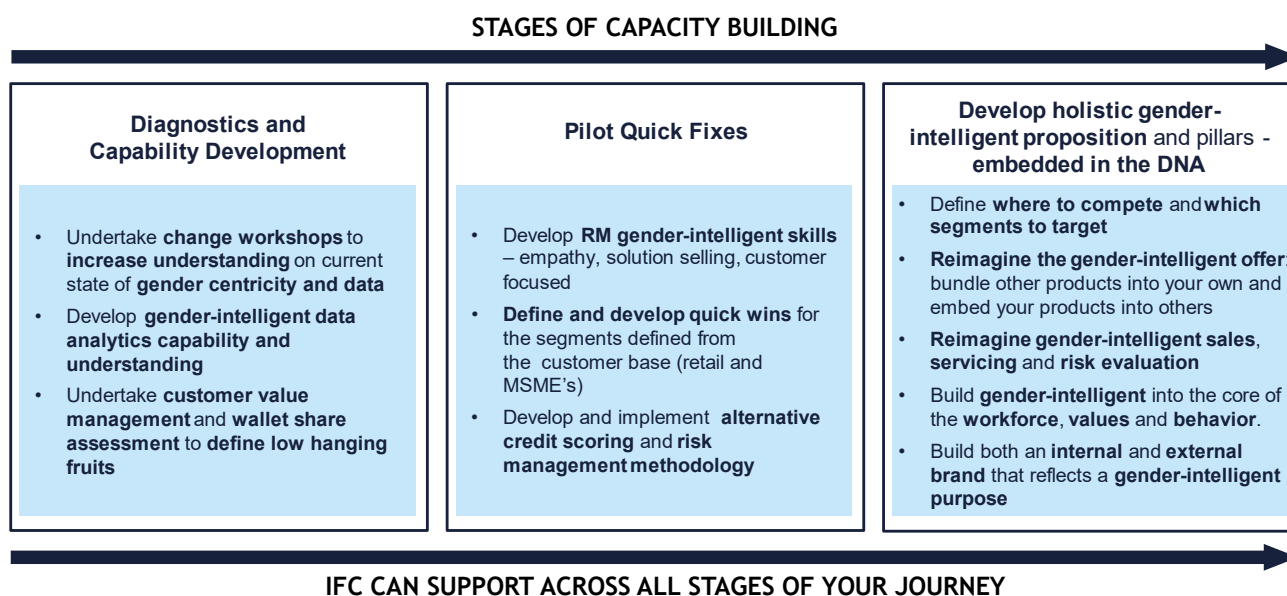 STAGES OF CAPACITY BUILDING
Diagnostics and
Capability Development
• Undertake change workshops to
increase understanding on current
state of gender centricity and data
• Develop gender-intelligent data
analytics capability and
understanding
• Undertake customer value
management and wallet share
assessment to define low hanging
fruits
Pilot Quick Fixes
• Develop RM gender-intelligent skills
– empathy, solution selling, customer
focused
• Define and develop quick wins for
the segments defined from
the customer base (retail and
MSME's)
• Develop and implement alternative
credit scoring and risk
management methodology
Develop holistic gender-
intelligent proposition and pillars -
embedded in the DNA
• Define where to compete and which
segments to target
• Reimagine the gender-intelligent offer:
bundle other products into your own and
embed your products into others
• Reimagine gender-intelligent sales,
servicing and risk evaluation
• Build gender-intelligent into the core of
the workforce, values and behavior.
• Build both an internal and external
brand that reflects a gender-intelligent
purpose
IFC CAN SUPPORT ACROSS ALL STAGES OF YOUR JOURNEY